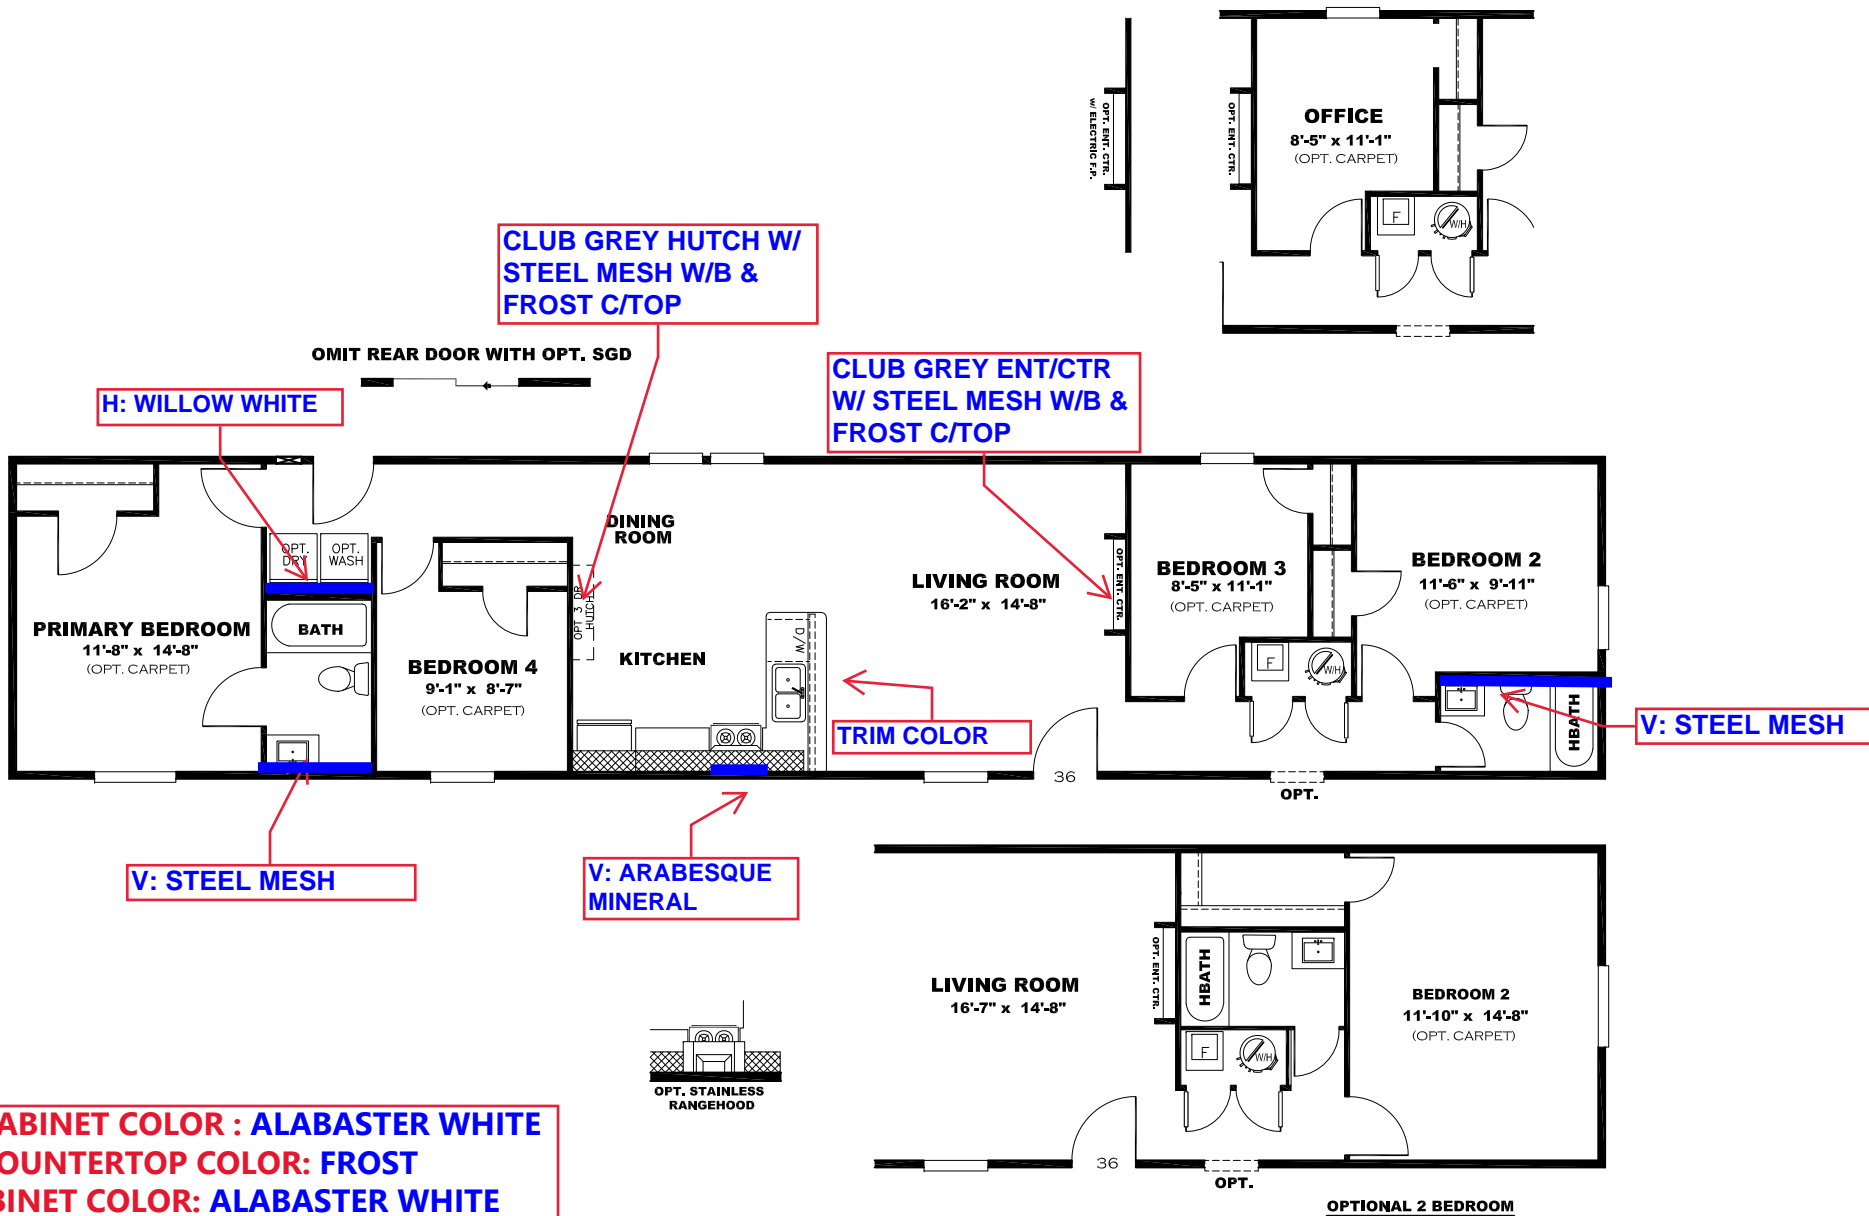 OFFICE
8'-5" x 11'-1"
(OPT. CARPET)
OPT. ENT. CTR.
W/ ELECTRIC F.P.
OPT. ENT. CTR.
F
W/H
CLUB GREY HUTCH W/
STEEL MESH W/B &
FROST C/TOP
OMIT REAR DOOR WITH OPT. SGD
CLUB GREY ENT/CTR
W/ STEEL MESH W/B &
FROST C/TOP
H: WILLOW WHITE
DINING
ROOM
OPT.
DRY
OPT.
WASH
OPT 3 DR
HUTCH
LIVING ROOM
16'-2" x 14'-8"
OPT. ENT. CTR.
BEDROOM 3
8'-5" x 11'-1"
(OPT. CARPET)
BEDROOM 2
11'-6" x 9'-11"
(OPT. CARPET)
PRIMARY BEDROOM
11'-8" x 14'-8"
(OPT. CARPET)
BATH
BEDROOM 4
9'-1" x 8'-7"
(OPT. CARPET)
KITCHEN
D/W
F
W/H
HBATH
TRIM COLOR
V: STEEL MESH
36
OPT.
V: STEEL MESH
V: ARABESQUE
MINERAL
LIVING ROOM
16'-7" x 14'-8"
OPT. ENT. CTR.
HBATH
F
W/H
BEDROOM 2
11'-10" x 14'-8"
(OPT. CARPET)
OPT. STAINLESS
RANGEHOOD
36
OPT.
OPTIONAL 2 BEDROOM
ABINET COLOR : ALABASTER WHITE
OUNTERTOP COLOR: FROST
BINET COLOR: ALABASTER WHITE